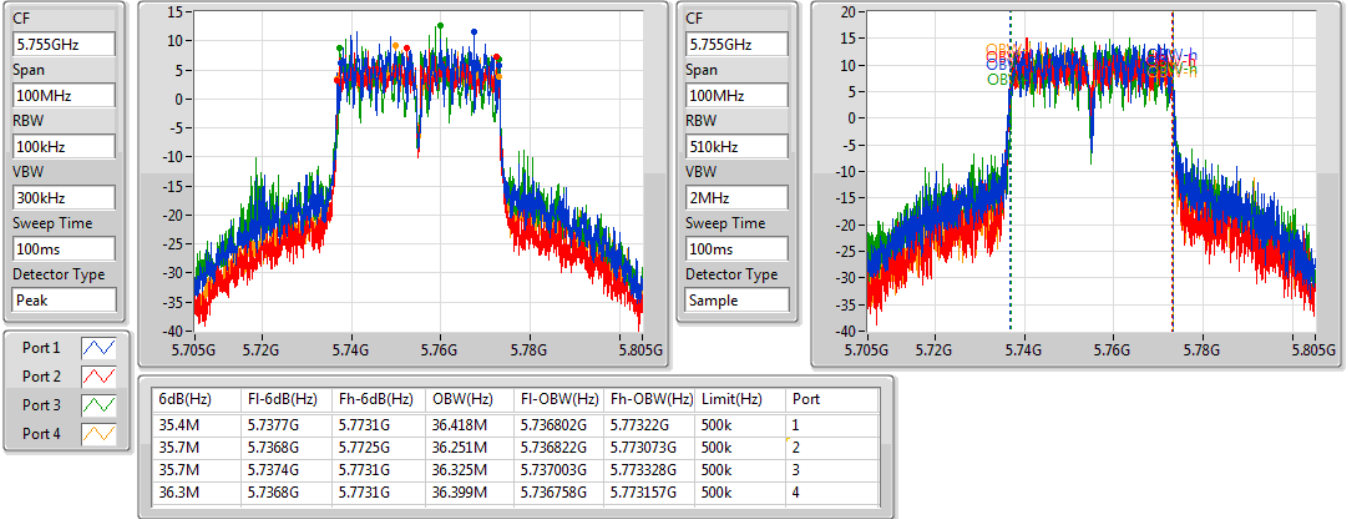 CF
5.755GHz
Span
100MHz
RBW
100kHz
VBW
300kHz
Sweep Time
100ms
Detector Type
Peak
15
10
5
0
-5
-10
-15
-20
-25
-30
-35
-40
5.705G 5.72G 5.74G 5.76G 5.78G 5.805G
CF
5.755GHz
Span
100MHz
RBW
510kHz
VBW
2MHz
Sweep Time
100ms
Detector Type
Sample
20
15
10
5
0
-5
-10
-15
-20
-25
-30
-35
-40
OBW-h
OBW-h
5.705G 5.72G 5.74G 5.76G 5.78G 5.805G
Port 1
Port 2
Port 3
Port 4
6dB(Hz) Fl-6dB(Hz) Fh-6dB(Hz) OBW(Hz) Fl-OBW(Hz) Fh-OBW(Hz) Limit(Hz) Port
35.4M 5.7377G 5.7731G 36.418M 5.736802G 5.77322G 500k 1
35.7M 5.7368G 5.7725G 36.251M 5.736822G 5.773073G 500k 2
35.7M 5.7374G 5.7731G 36.325M 5.737003G 5.773328G 500k 3
36.3M 5.7368G 5.7731G 36.399M 5.736758G 5.773157G 500k 4